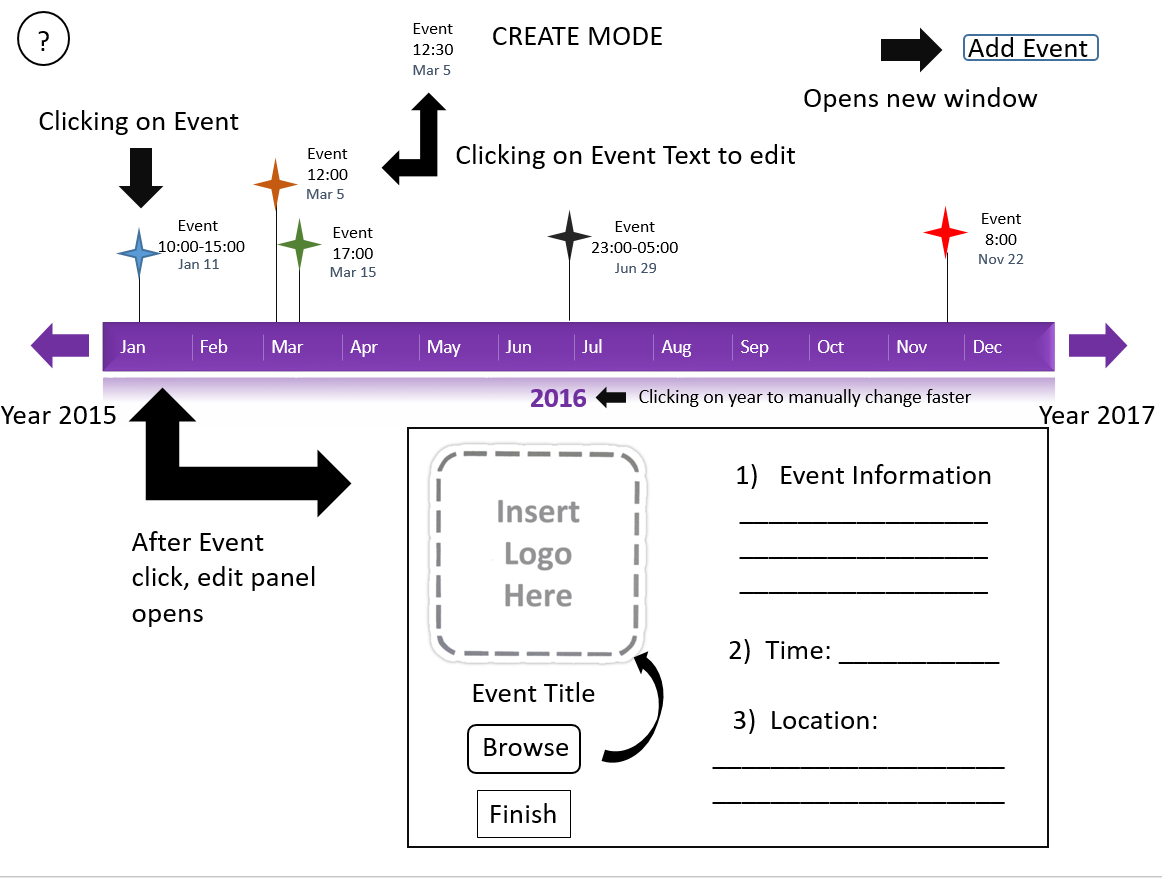 ?
Event
12:30
Mar 5
CREATE MODE
Add Event
Opens new window
Clicking on Event
Clicking on Event Text to edit
Event
12:00
Mar 5
Event
10:00-15:00
Jan 11
Event
17:00
Mar 15
Event
23:00-05:00
Jun 29
Event
8:00
Nov 22
Jan Feb Mar Apr May Jun Jul Aug Sep Oct Nov Dec
2016 Clicking on year to manually change faster
Year 2015
Year 2017
After Event
click, edit panel
opens
Insert
Logo
Here
Event Title
Browse
Finish
1) Event Information
2) Time: ____________
3) Location: